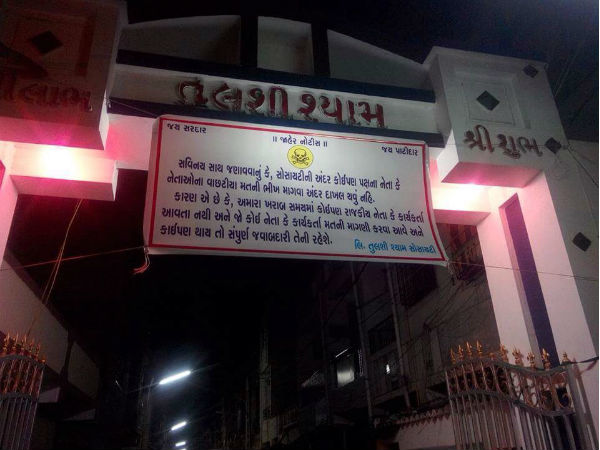 તુલશી શ્યામ
શ્રી લાભ
શ્રી શુભ
જય સરદાર
॥ જાહેર નોટીસ ॥
જય પાટીદાર
સવિનય સાથ જણાવવાનું કે, સોસાયટીની અંદર કોઈપણ પક્ષના નેતા કે
નેતાઓના વાછટીયા મતની ભીખ માગવા અંદર દાખલ થવું નહિ.
કારણ એ છે કે, અમારા ખરાબ સમયમાં કોઈપણ રાજકીય નેતા કે કાર્યકર્તા
આવતા નથી અને જો કોઈ નેતા કે કાર્યકર્તા મતની માગણી કરવા આવે અને
કાઈપણ થાય તો સંપુર્ણ જવાબદારી તેની રહેશે.
લિ. તુલશી શ્યામ સોસાયટી